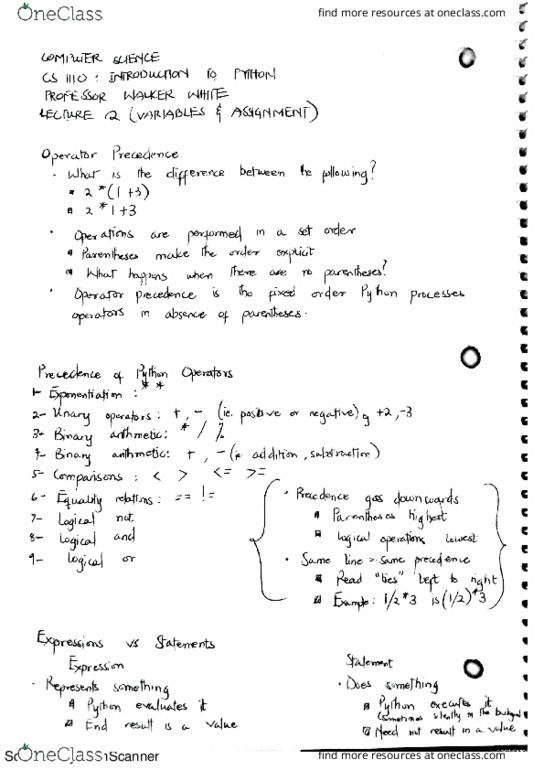 OneClass
find more resources at oneclass.com
COMPUTER SCIENCE
CS 1110: INTRODUCTION TO PYTHON
PROFESSOR WALKER WHITE
LECTURE 2 (VARIABLES & ASSIGNMENT)
Operator Precedence
· What is the difference between the following?
2 *(1 +3)
2 * 1 + 3
· Operations are performed in a set order
Parentheses make the order explicit
What happens when there are no parentheses?
· Operator precedence is the fixed order Python processes
operators in absence of parentheses.
Precedence of Python Operators
1- Exponentiation : **
2- Unary operators : +, - (ie. positive or negative) +2, -3
3- Binary arithmetic: * / %
4- Binary arithmetic: +, - (ie addition, subtraction)
5- Comparisons : < > <= >=
6- Equality relations: == !=
7- Logical not
8- Logical and
9- Logical or
· Precedence goes downwards
Parentheses highest
Logical operations lowest
· Same line = same precedence
Read "ties" left to right
Example: 1/2*3 is (1/2)*3
Expressions vs Statements
Expression
· Represents something
Python evaluates it
End result is a value
Statement
· Does something
Python executes it
(sometimes silently in the
Need not result in a value
OneClass
Scanner
find more resources at oneclass.com